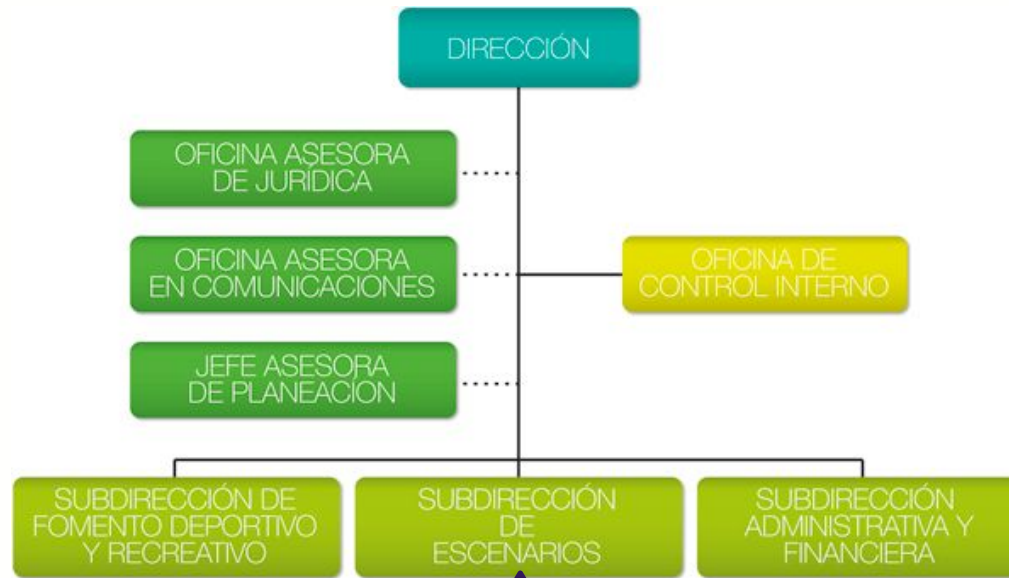 DIRECCIÓN
OFICINA ASESORA
DE JURÍDICA
OFICINA ASESORA
EN COMUNICACIONES
OFICINA DE
CONTROL INTERNO
JEFE ASESORA
DE PLANEACION
SUBDIRECCIÓN DE
FOMENTO DEPORTIVO
Y RECREATIVO
SUBDIRECCIÓN
DE
ESCENARIOS
SUBDIRECCIÓN
ADMINISTRATIVA Y
FINANCIERA